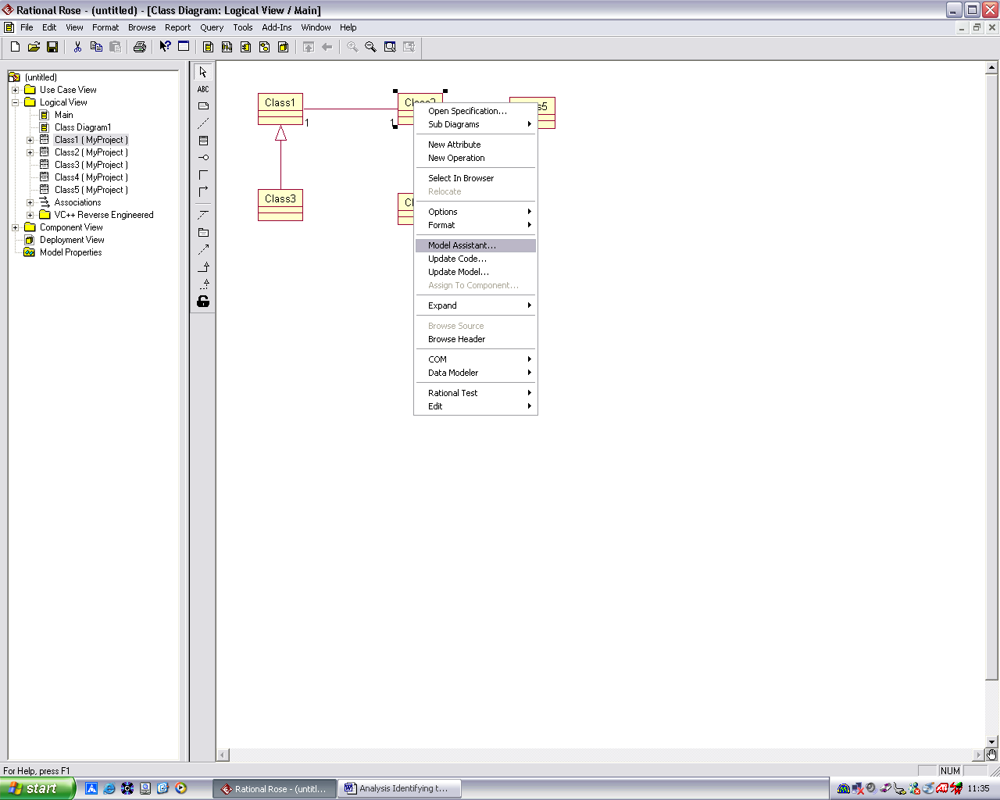 Rational Rose - (untitled) - [Class Diagram: Logical View / Main]
File Edit View Format Browse Report Query Tools Add-Ins Window Help
ABC
(untitled)
Use Case View
Logical View
Main
Class Diagram1
Class1 ( MyProject )
Class2 ( MyProject )
Class3 ( MyProject )
Class4 ( MyProject )
Class5 ( MyProject )
Associations
VC++ Reverse Engineered
Component View
Deployment View
Model Properties
Class1
1
1
s5
Class3
Cl
Open Specification...
Sub Diagrams
New Attribute
New Operation
Select In Browser
Relocate
Options
Format
Model Assistant...
Update Code...
Update Model...
Assign To Component...
Expand
Browse Source
Browse Header
COM
Data Modeler
Rational Test
Edit
For Help, press F1
NUM
start
Rational Rose - (untitl...
Analysis Identifying t...
11:35